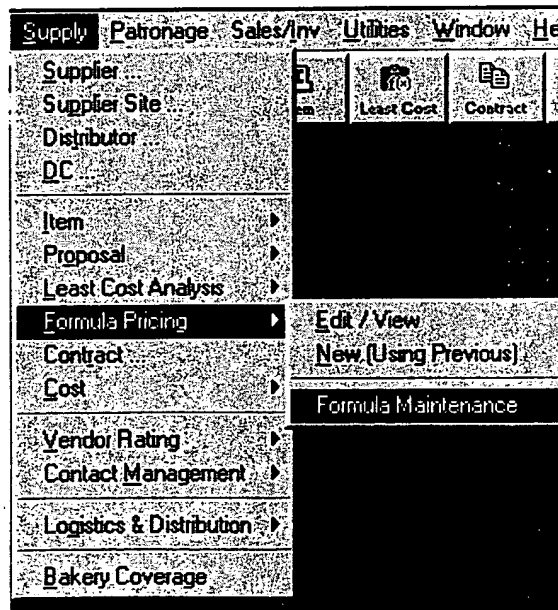 Supply Patronage Sales/Inv Utilities Window He
Supplier ...
Supplier Site ...
Distributor ...
DC ...
em Least Cost Contract
Item
Proposal
Least Cost Analysis
Formula Pricing
Edit / View
Contract ...
New (Using Previous)
Cost
Formula Maintenance
Vendor Rating
Contact Management
Logistics & Distribution
Bakery Coverage